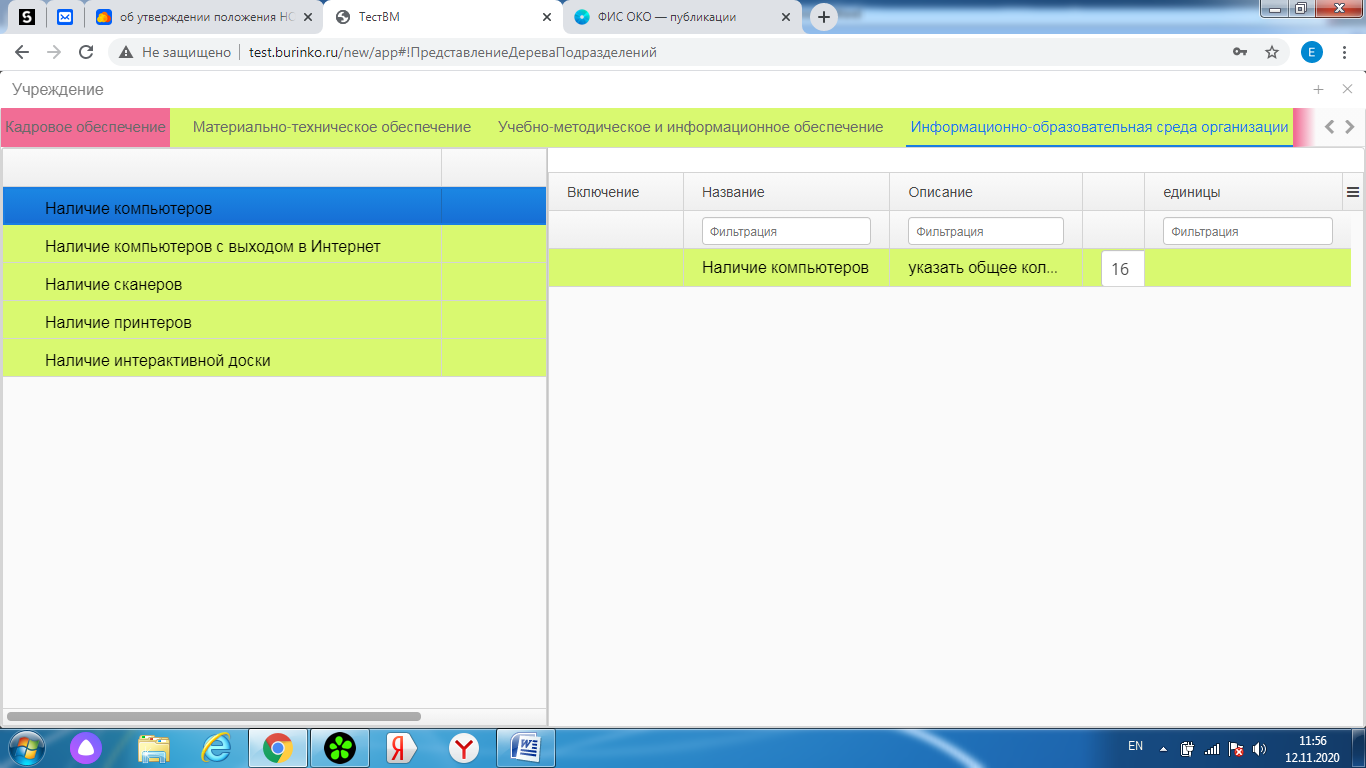 об утверждении положения НС
ТестВМ
ФИС ОКО — публикации
Не защищено
test.burinko.ru/new/app#!ПредставлениеДереваПодразделений
E
Учреждение
Кадровое обеспечение
Материально-техническое обеспечение
Учебно-методическое и информационное обеспечение
Информационно-образовательная среда организации
Наличие компьютеров
Наличие компьютеров с выходом в Интернет
Наличие сканеров
Наличие принтеров
Наличие интерактивной доски
Включение
Название
Описание
единицы
Фильтрация
Фильтрация
Фильтрация
Наличие компьютеров
указать общее кол...
16
EN
11:56
12.11.2020